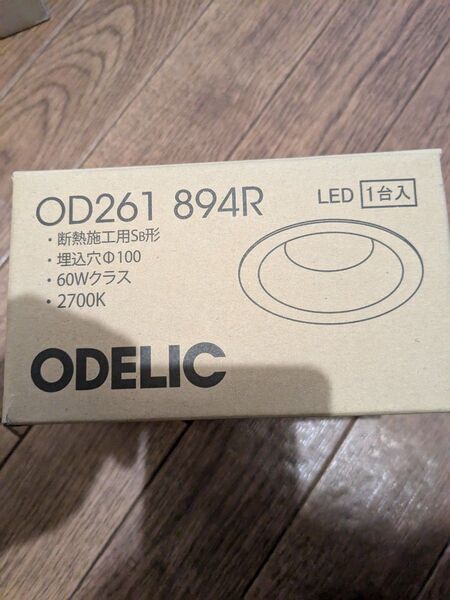 OD261 894R
LED 1台入
・断熱施工用SB形
・埋込穴Φ100
・60Wクラス
・2700K
ODELIC